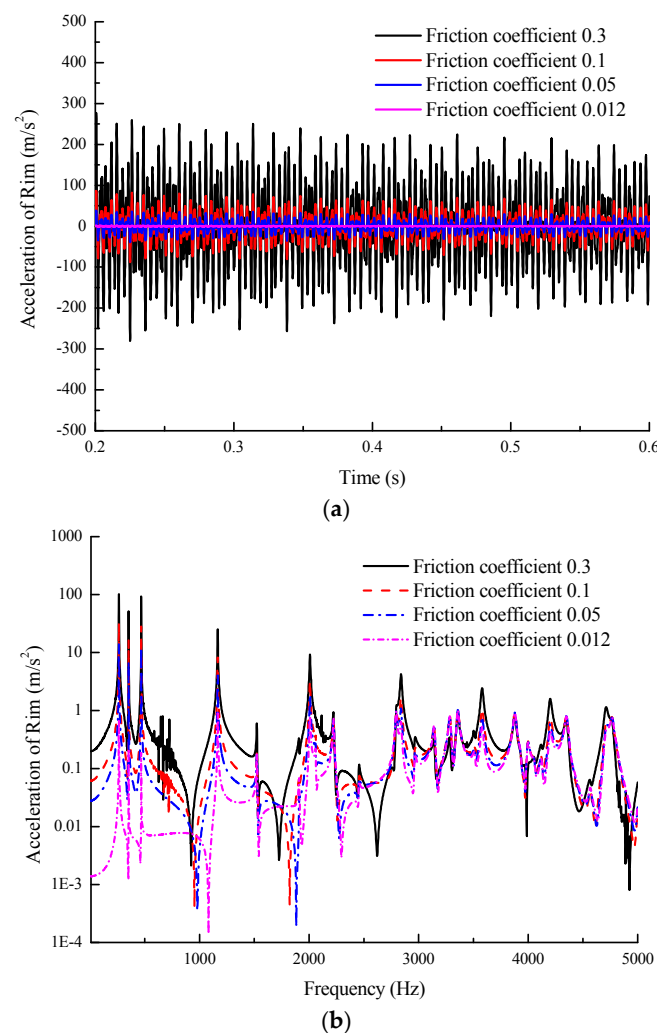 500
400
300
200
100
0
-100
-200
-300
-400
-500
Acceleration of Rim (m/s²)
Friction coefficient 0.3
Friction coefficient 0.1
Friction coefficient 0.05
Friction coefficient 0.012
0.2 0.3 0.4 0.5 0.6
Time (s)
(a)
1000
100
10
1
0.1
0.01
1E-3
1E-4
Acceleration of Rim (m/s²)
Friction coefficient 0.3
Friction coefficient 0.1
Friction coefficient 0.05
Friction coefficient 0.012
1000 2000 3000 4000 5000
Frequency (Hz)
(b)